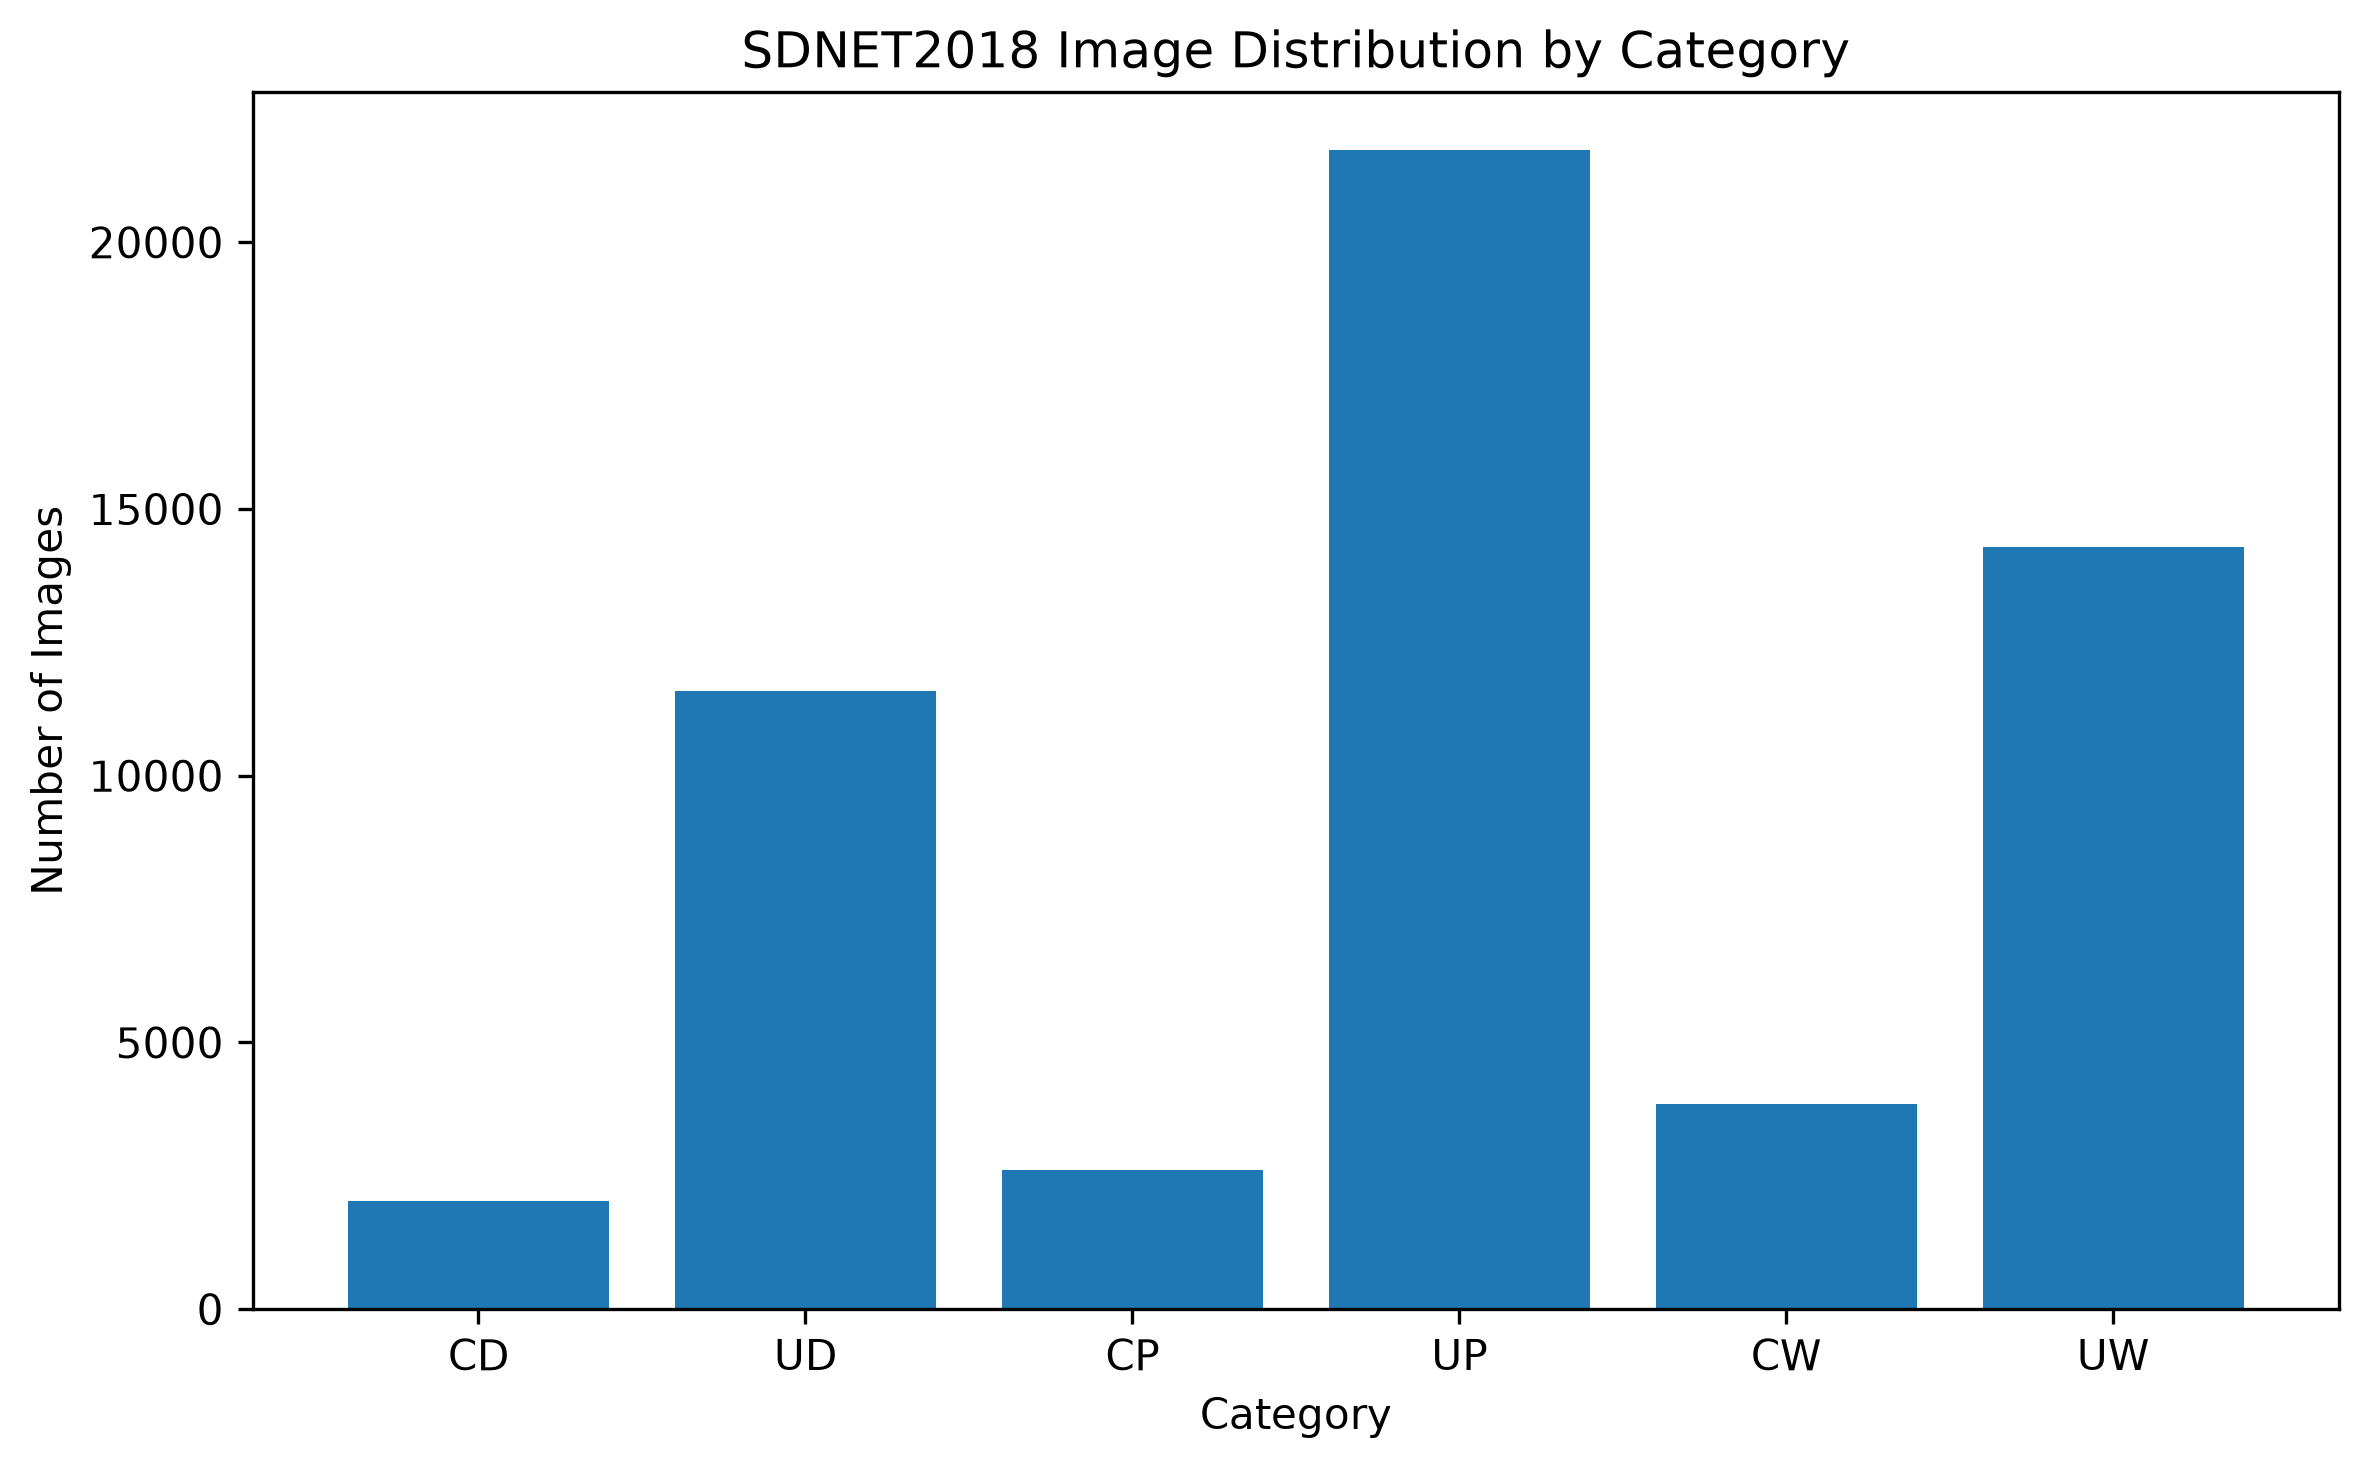 SDNET2018 Image Distribution by Category
Number of Images
20000
15000
10000
5000
0
CD UD CP UP CW UW
Category